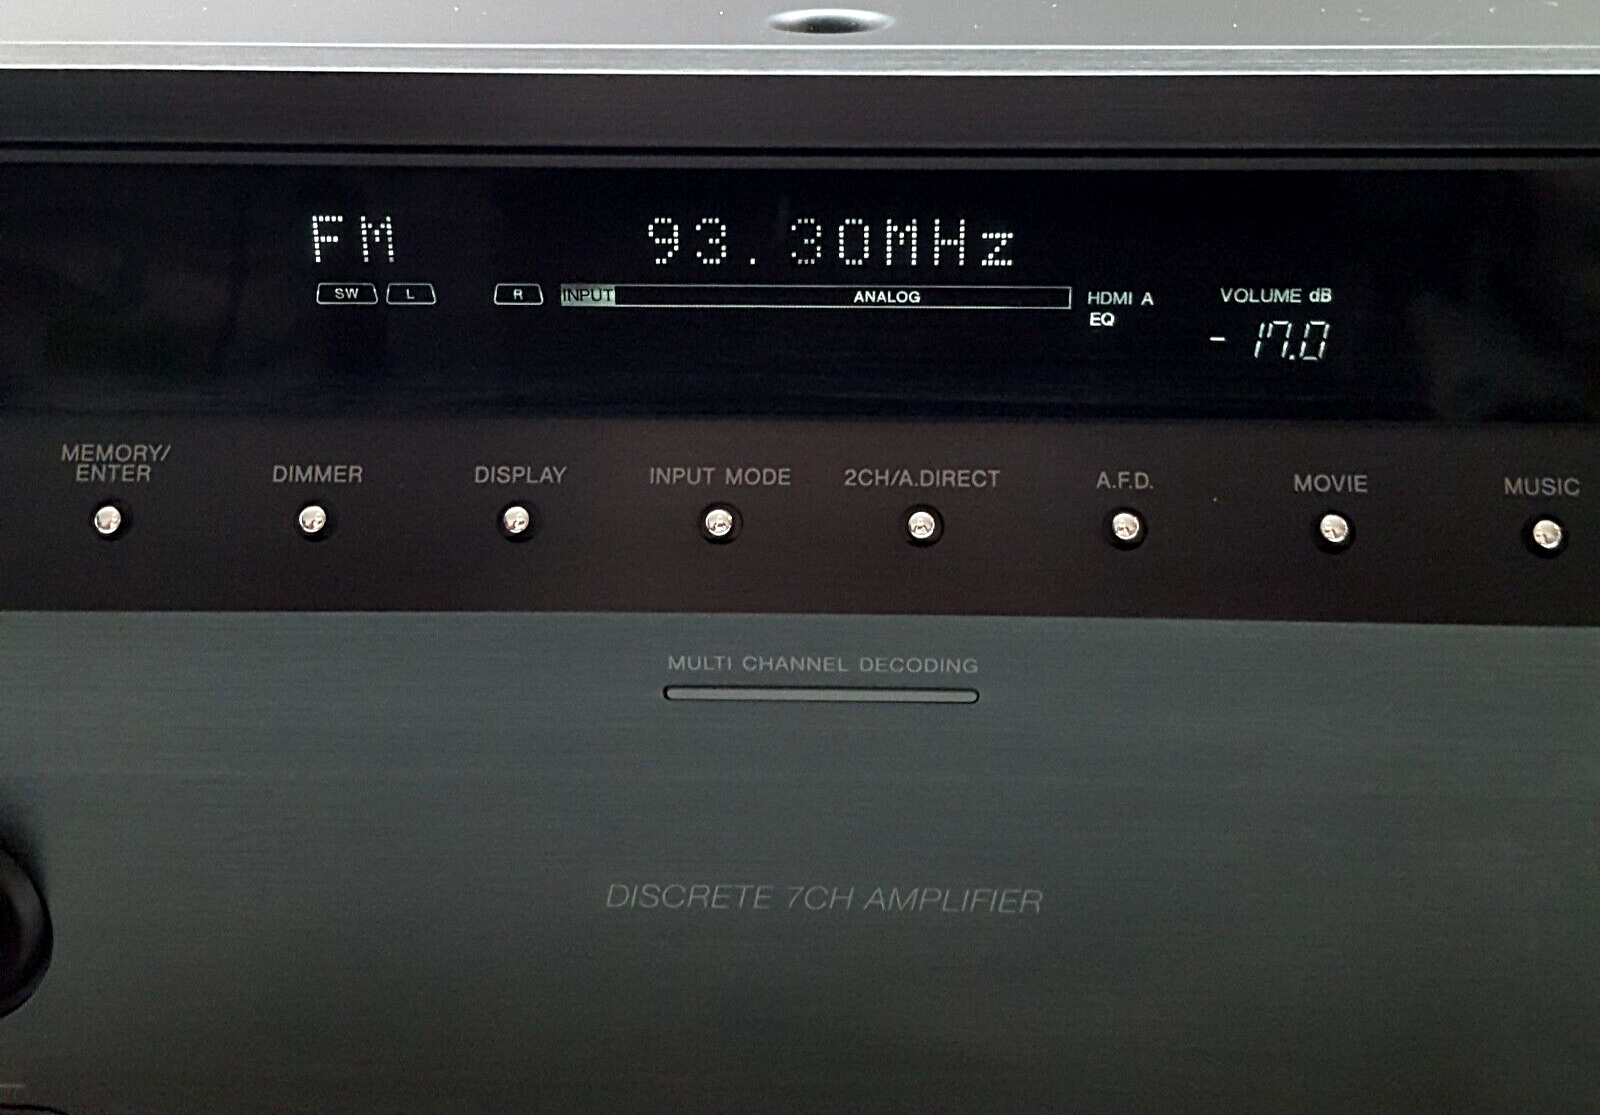 FM 93.30MHz
SW L R INPUT ANALOG HDMI A VOLUME dB
EQ
- 17.0
MEMORY/
ENTER DIMMER DISPLAY INPUT MODE 2CH/A.DIRECT A.F.D. MOVIE MUSIC
MULTI CHANNEL DECODING
DISCRETE 7CH AMPLIFIER